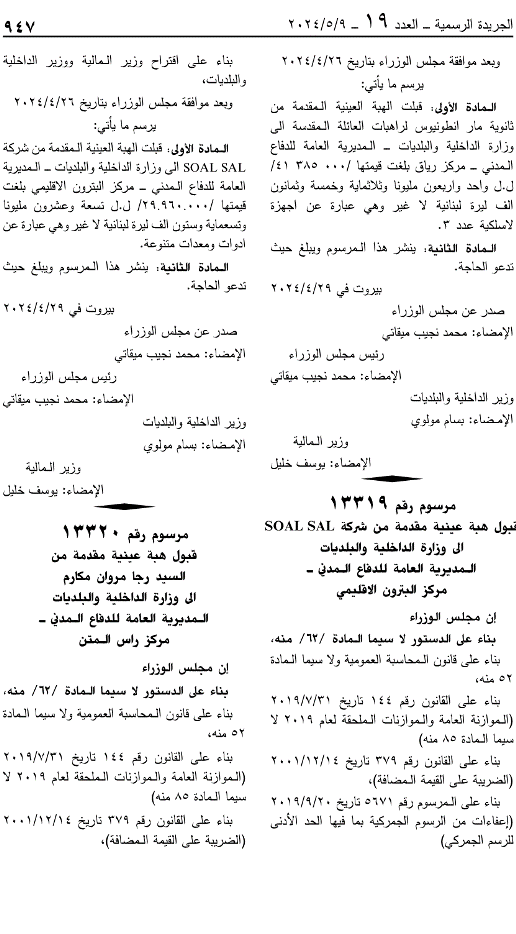 الجريدة الرسمية ــ العدد ١٩ ــ ٢٠٢٤/٥/٩
٩٤٧
وبعد موافقة مجلس الوزراء بتاريخ ٢٠٢٤/٤/٢٦
يرسم ما يأتي:
المـادة الأولى: قبلت الهبة العينية المقدمة من
ثانوية مار انطونيوس لراهبات العائلة المقدسة الى
وزارة الداخلية والبلديات ــ المديرية العامة للدفاع
المدني ــ مركز رياق بلغت قيمتها /٤١ ٣٨٥ ٠٠٠/
ل.ل واحد واربعون مليونا وثلاثماية وخمسة وثمانون
الف ليرة لبنانية لا غير وهي عبارة عن اجهزة
لاسلكية عدد ٣.
المـادة الثانية: ينشر هذا المرسوم ويبلغ حيث
تدعو الحاجة.
بيروت في ٢٠٢٤/٤/٢٩
صدر عن مجلس الوزراء
الإمضاء: محمد نجيب ميقاتي
رئيس مجلس الوزراء
الإمضاء: محمد نجيب ميقاتي
وزير الداخلية والبلديات
الإمضاء: بسام مولوي
وزير المالية
الإمضاء: يوسف خليل
مرسوم رقم ١٣٣١٩
قبول هبة عينية مقدمة من شركة SOAL SAL
الى وزارة الداخلية والبلديات
المديرية العامة للدفاع المدني ــ
مركز البترون الاقليمي
إن مجلس الوزراء
بناء على الدستور لا سيما المادة /٦٢/ منه،
بناء على قانون المحاسبة العمومية ولا سيما المادة
٥٢ منه،
بناء على القانون رقم ١٤٤ تاريخ ٢٠١٩/٧/٣١
(الموازنة العامة والموازنات الملحقة لعام ٢٠١٩ لا
سيما المادة ٨٥ منه)
بناء على القانون رقم ٣٧٩ تاريخ ٢٠٠١/١٢/١٤
(الضريبة على القيمة المضافة)،
بناء على المرسوم رقم ٥٦٧١ تاريخ ٢٠١٩/٩/٢٠
(إعفاءات من الرسوم الجمركية بما فيها الحد الأدنى
للرسم الجمركي)
بناء على اقتراح وزير المالية ووزير الداخلية
والبلديات،
وبعد موافقة مجلس الوزراء بتاريخ ٢٠٢٤/٤/٢٦
يرسم ما يأتي:
المـادة الأولى: قبلت الهبة العينية المقدمة من شركة
SOAL SAL الى وزارة الداخلية والبلديات ــ المديرية
العامة للدفاع المدني ــ مركز البترون الاقليمي بلغت
قيمتها /٢٩.٩٦٠.٠٠٠/ ل.ل تسعة وعشرون مليونا
وتسعماية وستون الف ليرة لبنانية لا غير وهي عبارة عن
ادوات ومعدات متنوعة.
المـادة الثانية: ينشر هذا المرسوم ويبلغ حيث
تدعو الحاجة.
بيروت في ٢٠٢٤/٤/٢٩
صدر عن مجلس الوزراء
الإمضاء: محمد نجيب ميقاتي
رئيس مجلس الوزراء
الإمضاء: محمد نجيب ميقاتي
وزير الداخلية والبلديات
الإمضاء: بسام مولوي
وزير المالية
الإمضاء: يوسف خليل
مرسوم رقم ١٣٣٢٠
قبول هبة عينية مقدمة من
السيد رجا مروان مكارم
الى وزارة الداخلية والبلديات
المديرية العامة للدفاع المدني ــ
مركز راس المتن
إن مجلس الوزراء
بناء على الدستور لا سيما المادة /٦٢/ منه،
بناء على قانون المحاسبة العمومية ولا سيما المادة
٥٢ منه،
بناء على القانون رقم ١٤٤ تاريخ ٢٠١٩/٧/٣١
(الموازنة العامة والموازنات الملحقة لعام ٢٠١٩ لا
سيما المادة ٨٥ منه)
بناء على القانون رقم ٣٧٩ تاريخ ٢٠٠١/١٢/١٤
(الضريبة على القيمة المضافة)،